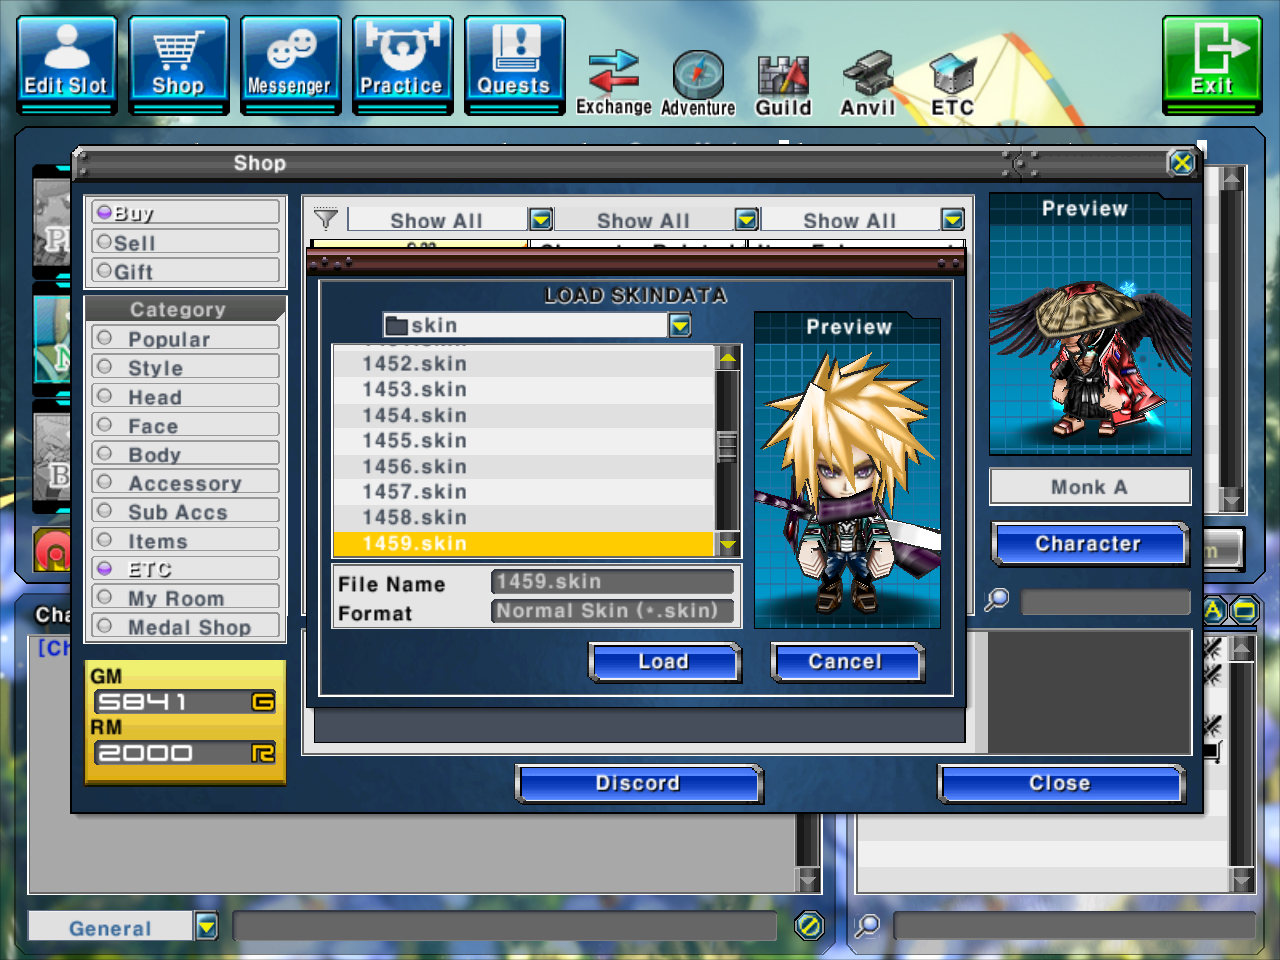 Edit Slot
Shop
Messenger
Practice
Quests
Exchange
Adventure
Guild
Anvil
ETC
Exit
Shop
Buy
Sell
Gift
Category
Popular
Style
Head
Face
Body
Accessory
Sub Accs
Items
ETC
My Room
Medal Shop
GM
5841 G
RM
2000 R
Show All
Show All
Show All
LOAD SKINDATA
skin
1452.skin
1453.skin
1454.skin
1455.skin
1456.skin
1457.skin
1458.skin
1459.skin
File Name 1459.skin
Format Normal Skin (*.skin)
Preview
Load
Cancel
Preview
Monk A
Character
Discord
Close
Cha
[Ch
General